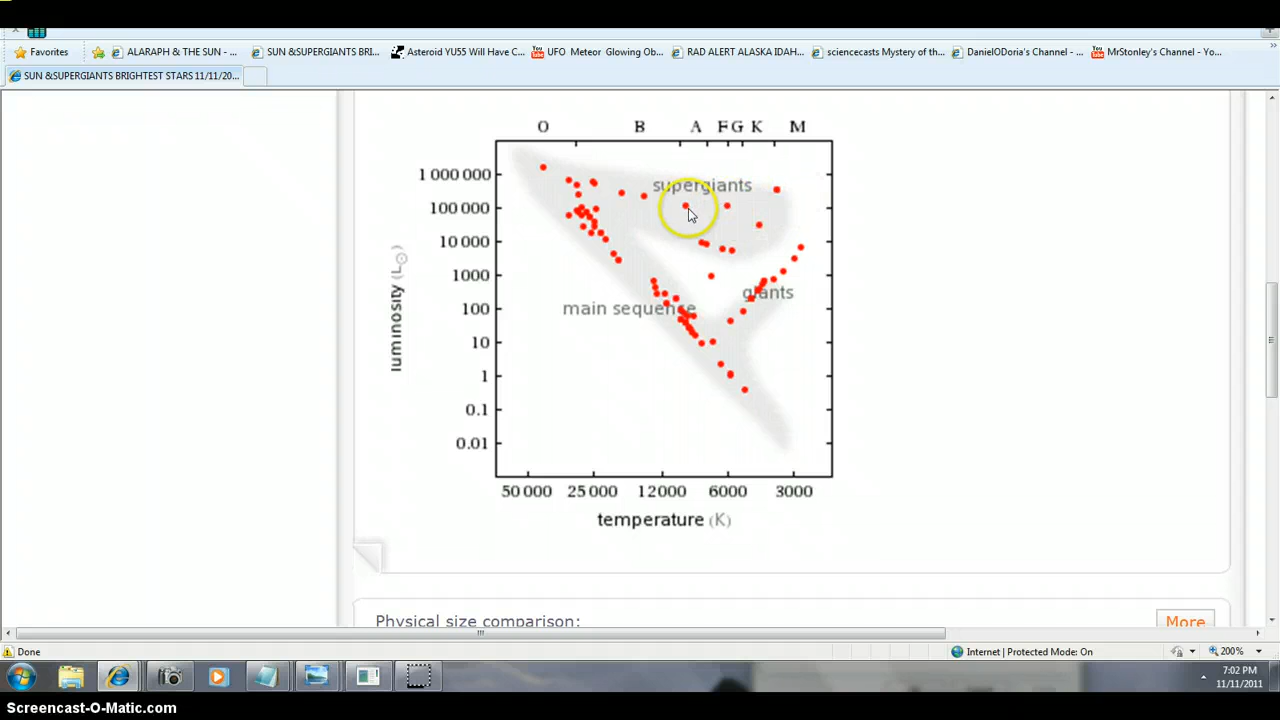 Favorites
ALARAPH & THE SUN - ...
SUN &SUPERGIANTS BRI...
Asteroid YU55 Will Have C...
UFO Meteor Glowing Ob...
RAD ALERT ALASKA IDAH...
sciencecasts Mystery of th...
DanielODoria's Channel - ...
MrStonley's Channel - Yo...
SUN &SUPERGIANTS BRIGHTEST STARS 11/11/20...
O B A F G K M
1 000 000
supergiants
100 000
10 000
1000
giants
luminosity (L☉)
main sequence
100
10
1
0.1
0.01
50 000 25 000 12 000 6000 3000
temperature (K)
Physical size comparison:
More
Done
Internet | Protected Mode: On
200%
7:02 PM
11/11/2011
Screencast-O-Matic.com